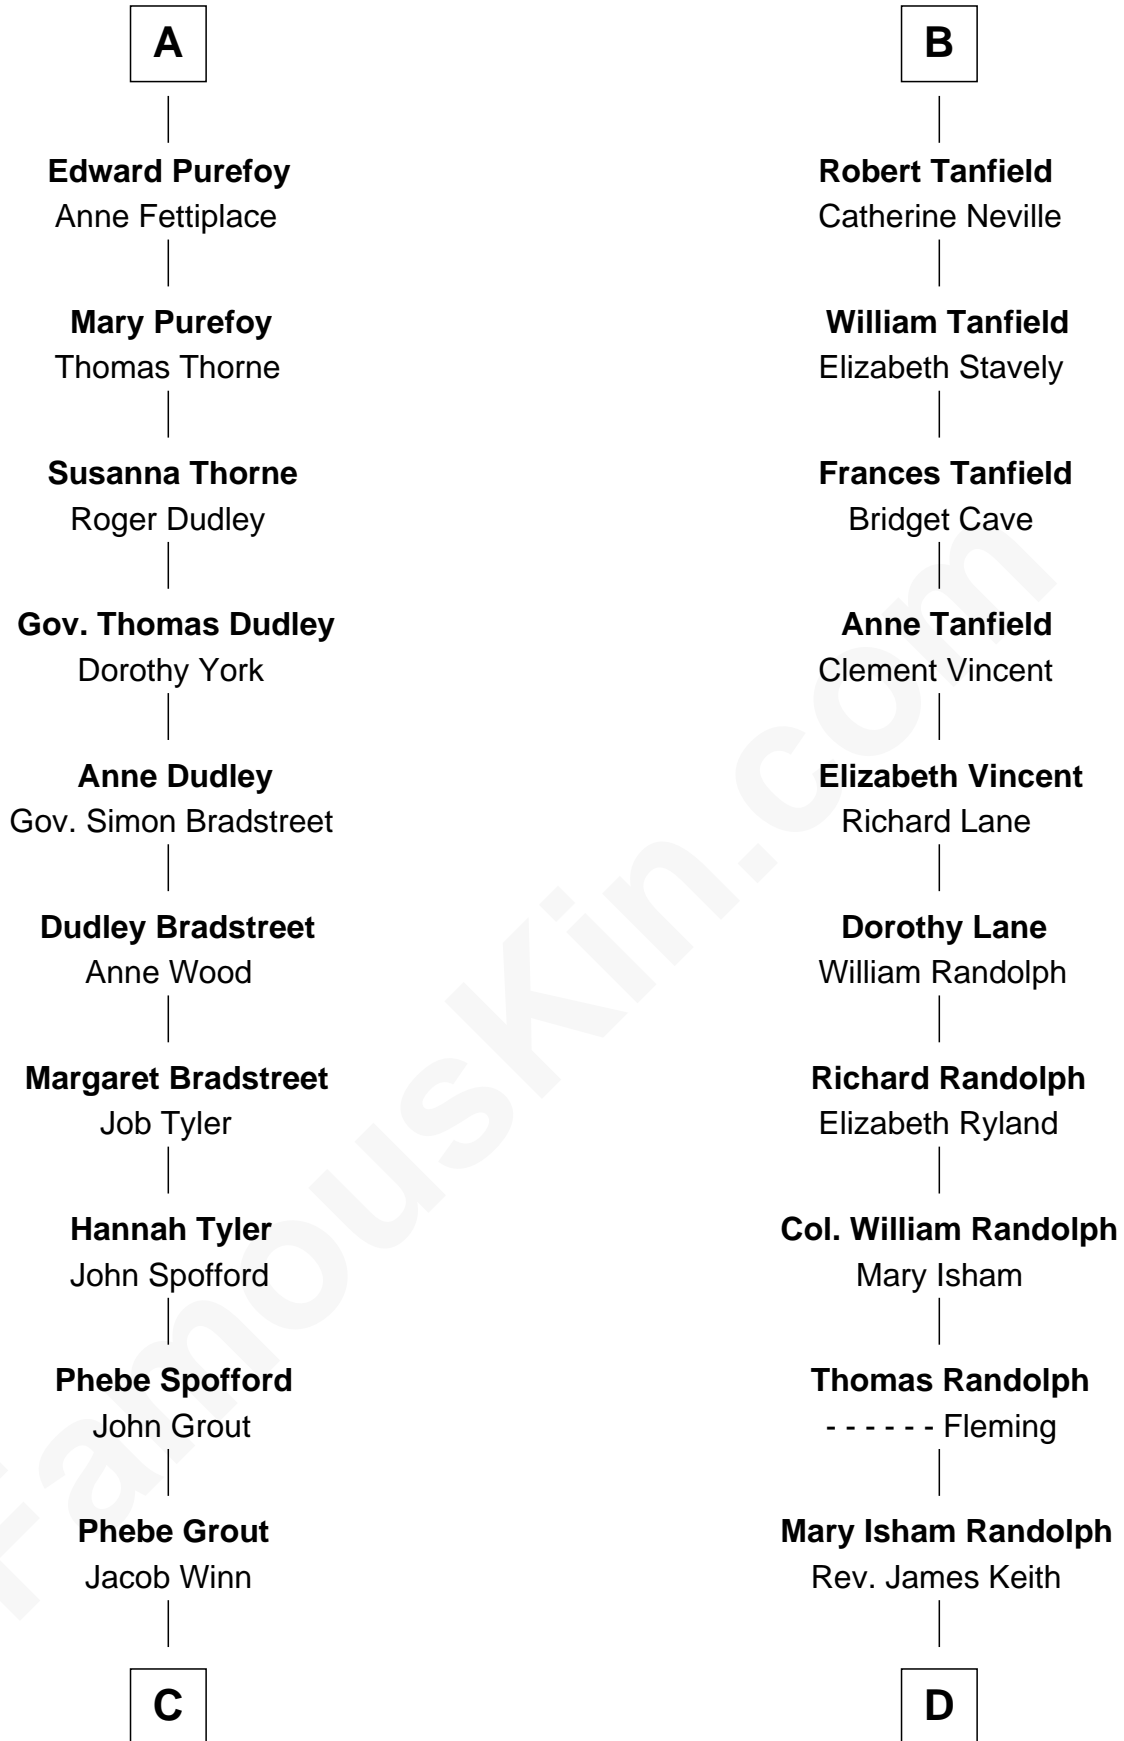 A
Edward Purefoy
Anne Fettiplace
Mary Purefoy
Thomas Thorne
Susanna Thorne
Roger Dudley
Gov. Thomas Dudley
Dorothy York
Anne Dudley
Gov. Simon Bradstreet
Dudley Bradstreet
Anne Wood
Margaret Bradstreet
Job Tyler
Hannah Tyler
John Spofford
Phebe Spofford
John Grout
Phebe Grout
Jacob Winn
C
B
Robert Tanfield
Catherine Neville
William Tanfield
Elizabeth Stavely
Frances Tanfield
Bridget Cave
Anne Tanfield
Clement Vincent
Elizabeth Vincent
Richard Lane
Dorothy Lane
William Randolph
Richard Randolph
Elizabeth Ryland
Col. William Randolph
Mary Isham
Thomas Randolph
- - - - - - Fleming
Mary Isham Randolph
Rev. James Keith
D
FamousKin.com